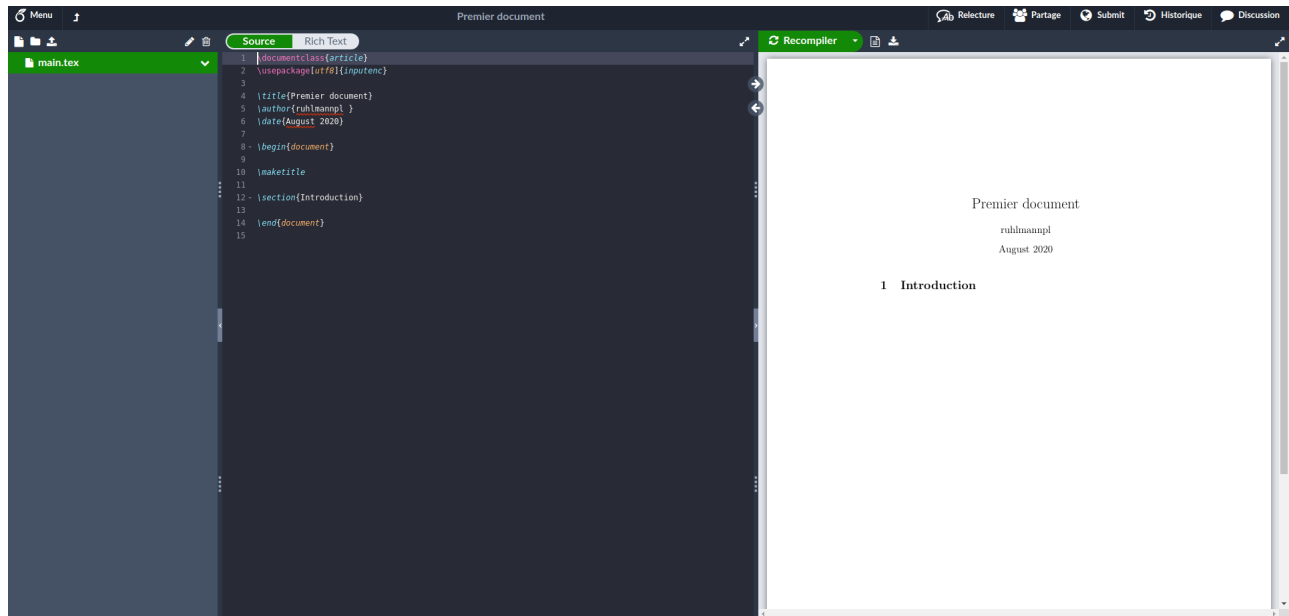 Menu Premier document Relecture Partage Submit Historique Discussion
Source Rich Text Recompiler
main.tex
1 \documentclass{article}
2 \usepackage[utf8]{inputenc}
3
4 \title{Premier document}
5 \author{ruhlmannpl }
6 \date{August 2020}
7
8 \begin{document}
9
10 \maketitle
11
12 \section{Introduction}
13
14 \end{document}
15
Premier document
ruhlmannpl
August 2020
1 Introduction